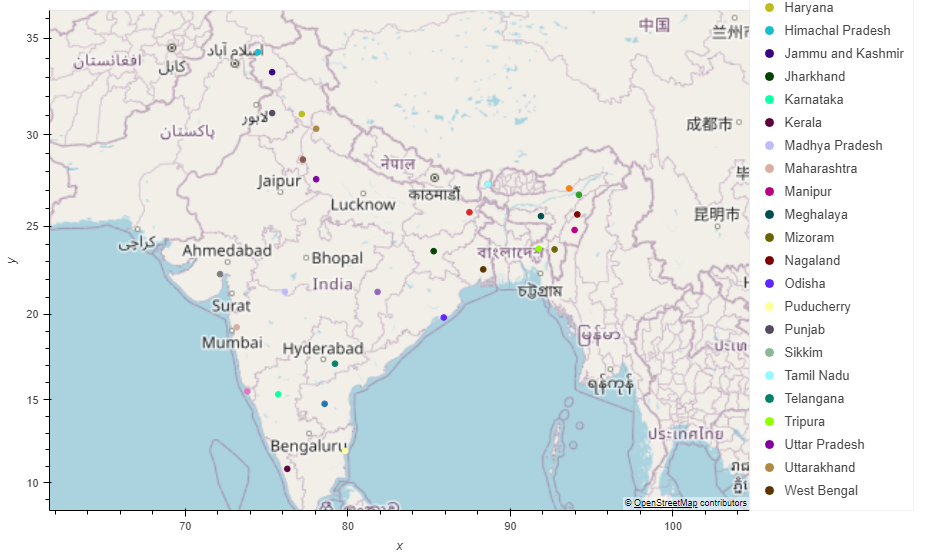 Haryana
Himachal Pradesh
Jammu and Kashmir
Jharkhand
Karnataka
Kerala
Madhya Pradesh
Maharashtra
Manipur
Meghalaya
Mizoram
Nagaland
Odisha
Puducherry
Punjab
Sikkim
Tamil Nadu
Telangana
Tripura
Uttar Pradesh
Uttarakhand
West Bengal
35
30
25
20
15
10
y
70
80
90
100
x
中国
افغانستان
کابل
اسلام آباد
لاہور
پاکستان
成都市
नेपाल
Jaipur
काठमाडौं
Lucknow
昆明市
کراچی
Ahmedabad
Bhopal
বাংলাদেশ
India
চট্টগ্রাম
Surat
Mumbai
Hyderabad
မြန်မာ
ရန်ကုန်
ประเทศไทย
Bengaluru
© OpenStreetMap contributors